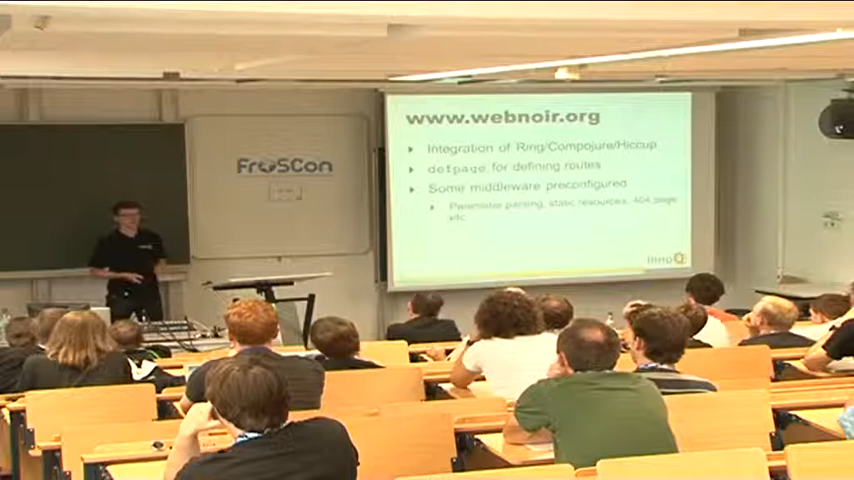 www.webnoir.org
Integration of Ring/Compojure/Hiccup
defpage for defining routes
Some middleware preconfigured
Parameter parsing, static resources, 404 page
etc.
FrOSCon
innoQ